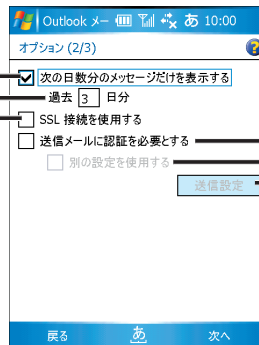 Outlook メー あ 10:00
オプション (2/3)
次の日数分のメッセージだけを表示する
過去 3 日分
SSL 接続を使用する
送信メールに認証を必要とする
別の設定を使用する
送信設定
戻る あ 次へ